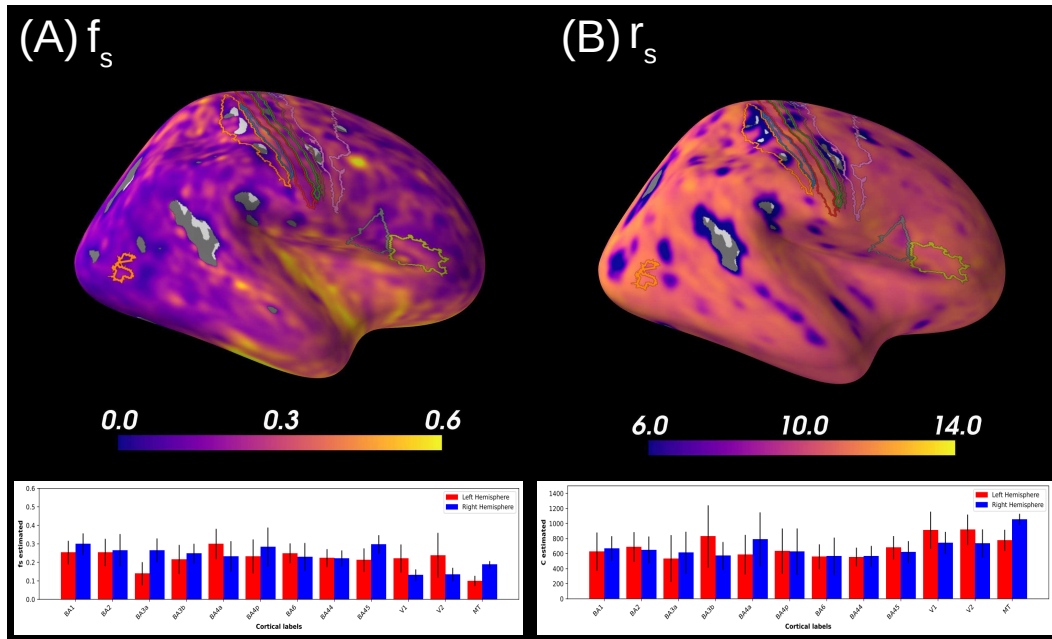 (A) fs
(B) rs
0.0 0.3 0.6
6.0 10.0 14.0
0.6
0.5
0.4
0.3
0.2
0.1
0.0
fs estimated
Left Hemisphere
Right Hemisphere
BA1 BA2 BA3a BA3b BA4a BA4p BA6 BA44 BA45 V1 V2 MT
Cortical labels
1400
1200
1000
800
600
400
200
0
C estimated
Left Hemisphere
Right Hemisphere
BA1 BA2 BA3a BA3b BA4a BA4p BA6 BA44 BA45 V1 V2 MT
Cortical labels